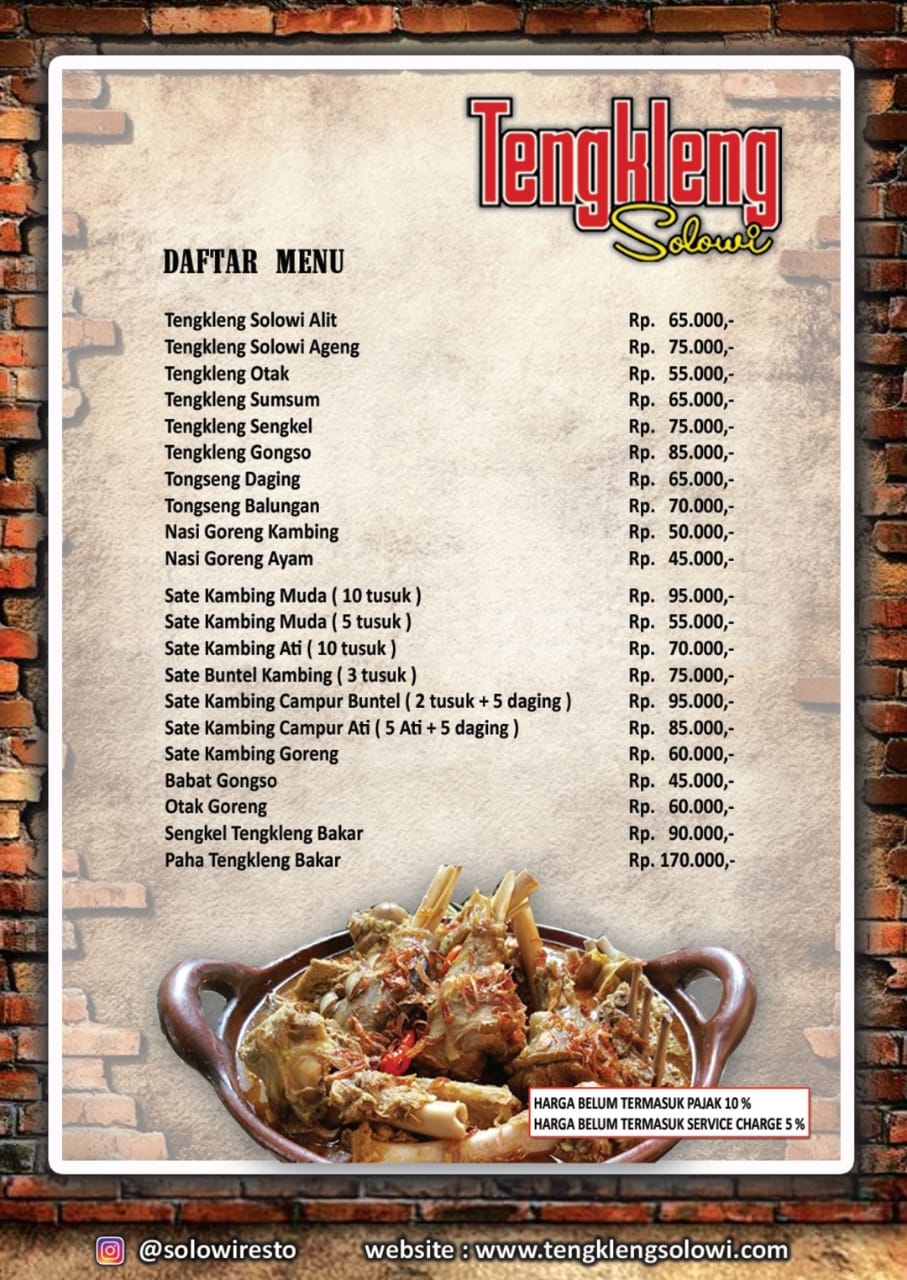 Tengkleng
Solowi
DAFTAR MENU
Tengkleng Solowi Alit Rp. 65.000,-
Tengkleng Solowi Ageng Rp. 75.000,-
Tengkleng Otak Rp. 55.000,-
Tengkleng Sumsum Rp. 65.000,-
Tengkleng Sengkel Rp. 75.000,-
Tengkleng Gongso Rp. 85.000,-
Tongseng Daging Rp. 65.000,-
Tongseng Balungan Rp. 70.000,-
Nasi Goreng Kambing Rp. 50.000,-
Nasi Goreng Ayam Rp. 45.000,-
Sate Kambing Muda ( 10 tusuk ) Rp. 95.000,-
Sate Kambing Muda ( 5 tusuk ) Rp. 55.000,-
Sate Kambing Ati ( 10 tusuk ) Rp. 70.000,-
Sate Buntel Kambing ( 3 tusuk ) Rp. 75.000,-
Sate Kambing Campur Buntel ( 2 tusuk + 5 daging ) Rp. 95.000,-
Sate Kambing Campur Ati ( 5 Ati + 5 daging ) Rp. 85.000,-
Sate Kambing Goreng Rp. 60.000,-
Babat Gongso Rp. 45.000,-
Otak Goreng Rp. 60.000,-
Sengkel Tengkleng Bakar Rp. 90.000,-
Paha Tengkleng Bakar Rp. 170.000,-
HARGA BELUM TERMASUK PAJAK 10 %
HARGA BELUM TERMASUK SERVICE CHARGE 5 %
@solowiresto website : www.tengklengsolowi.com